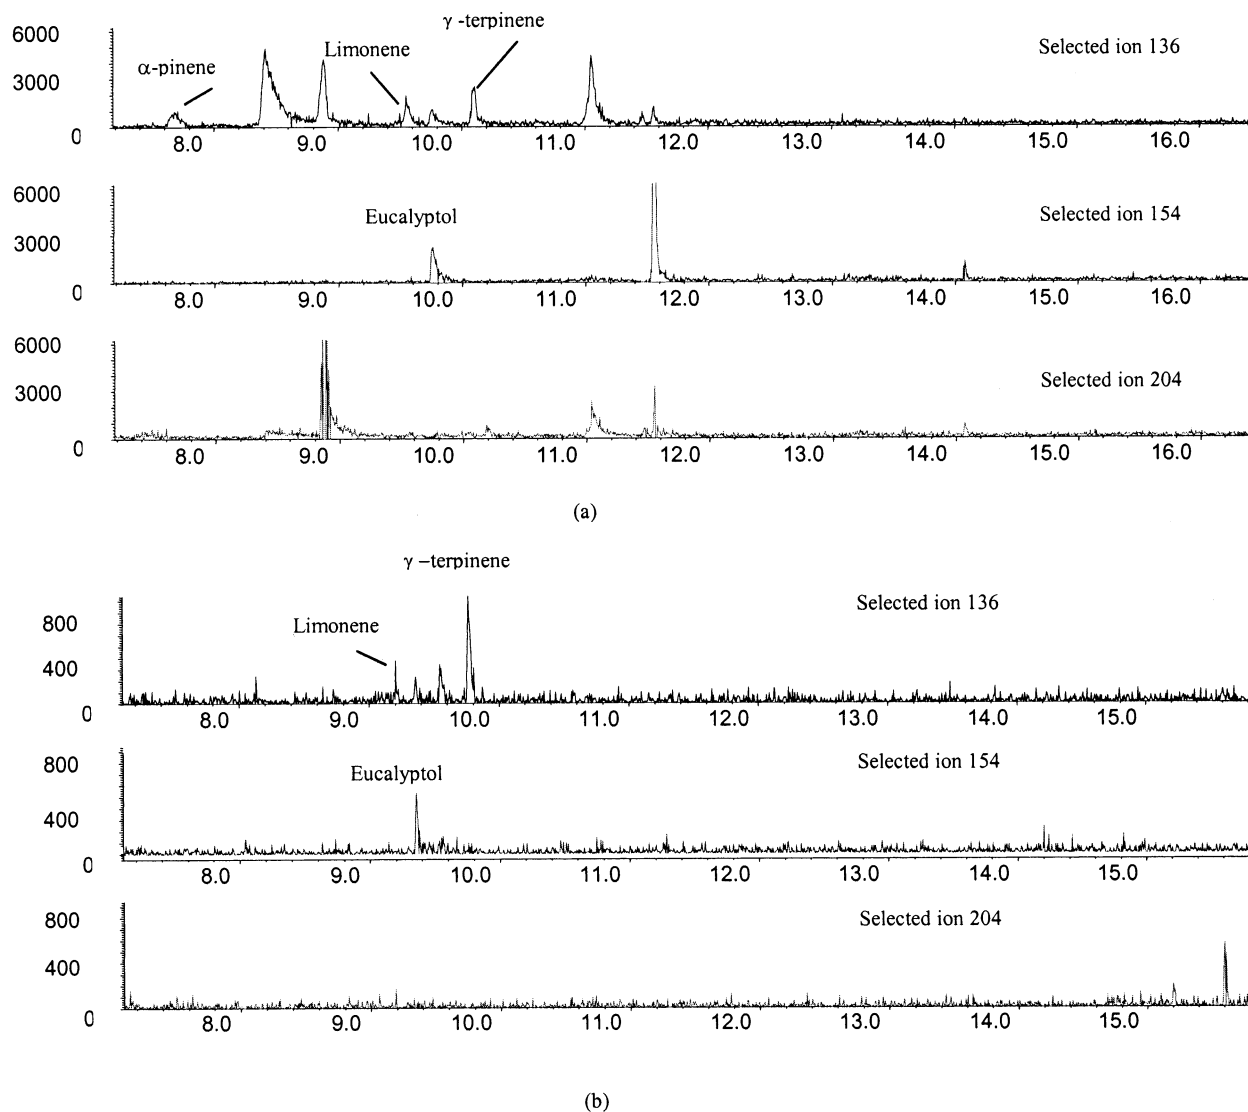 γ -terpinene
6000
Limonene
Selected ion 136
α-pinene
3000
0
8.0 9.0 10.0 11.0 12.0 13.0 14.0 15.0 16.0
6000
Eucalyptol
Selected ion 154
3000
0
8.0 9.0 10.0 11.0 12.0 13.0 14.0 15.0 16.0
6000
Selected ion 204
3000
0
8.0 9.0 10.0 11.0 12.0 13.0 14.0 15.0 16.0
(a)
γ –terpinene
Selected ion 136
800
Limonene
400
0
8.0 9.0 10.0 11.0 12.0 13.0 14.0 15.0
800
Selected ion 154
Eucalyptol
400
0
8.0 9.0 10.0 11.0 12.0 13.0 14.0 15.0
800
Selected ion 204
400
0
8.0 9.0 10.0 11.0 12.0 13.0 14.0 15.0
(b)